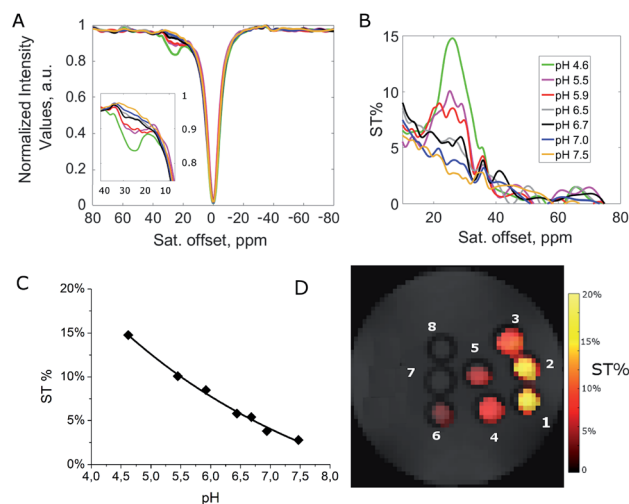 A
Normalized Intensity
Values, a.u.
1
0.8
0.6
0.4
0.2
0
80 60 40 20 0 -20 -40 -60 -80
Sat. offset, ppm
1
0.9
0.8
40 30 20 10
B
ST%
15
10
5
0
20 40 60 80
Sat. offset, ppm
pH 4.6
pH 5.5
pH 5.9
pH 6.5
pH 6.7
pH 7.0
pH 7.5
C
ST %
20%
15%
10%
5%
0%
4,0 4,5 5,0 5,5 6,0 6,5 7,0 7,5 8,0
pH
D
8
7
6
5
4
3
2
1
20%
15%
10%
5%
0
ST%